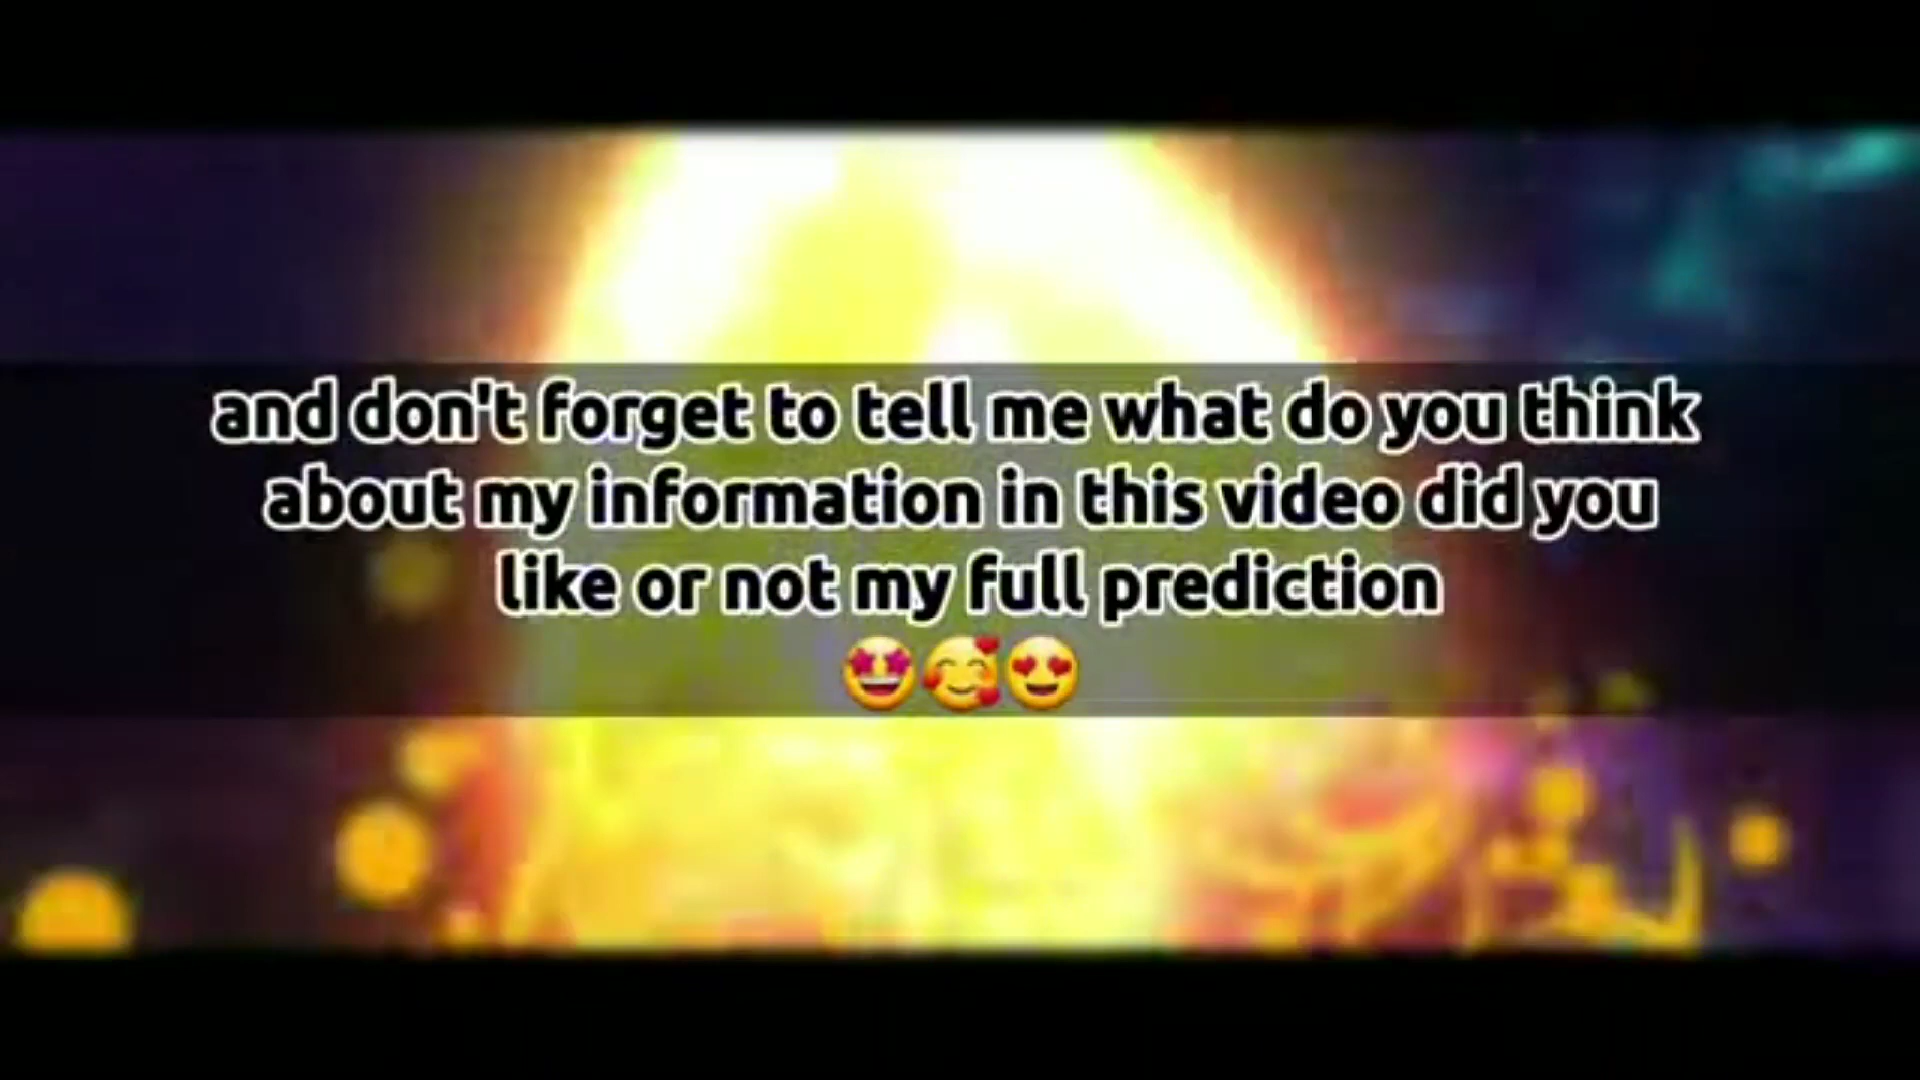 and don't forget to tell me what do you think
about my information in this video did you
like or not my full prediction
🤩🥰😍